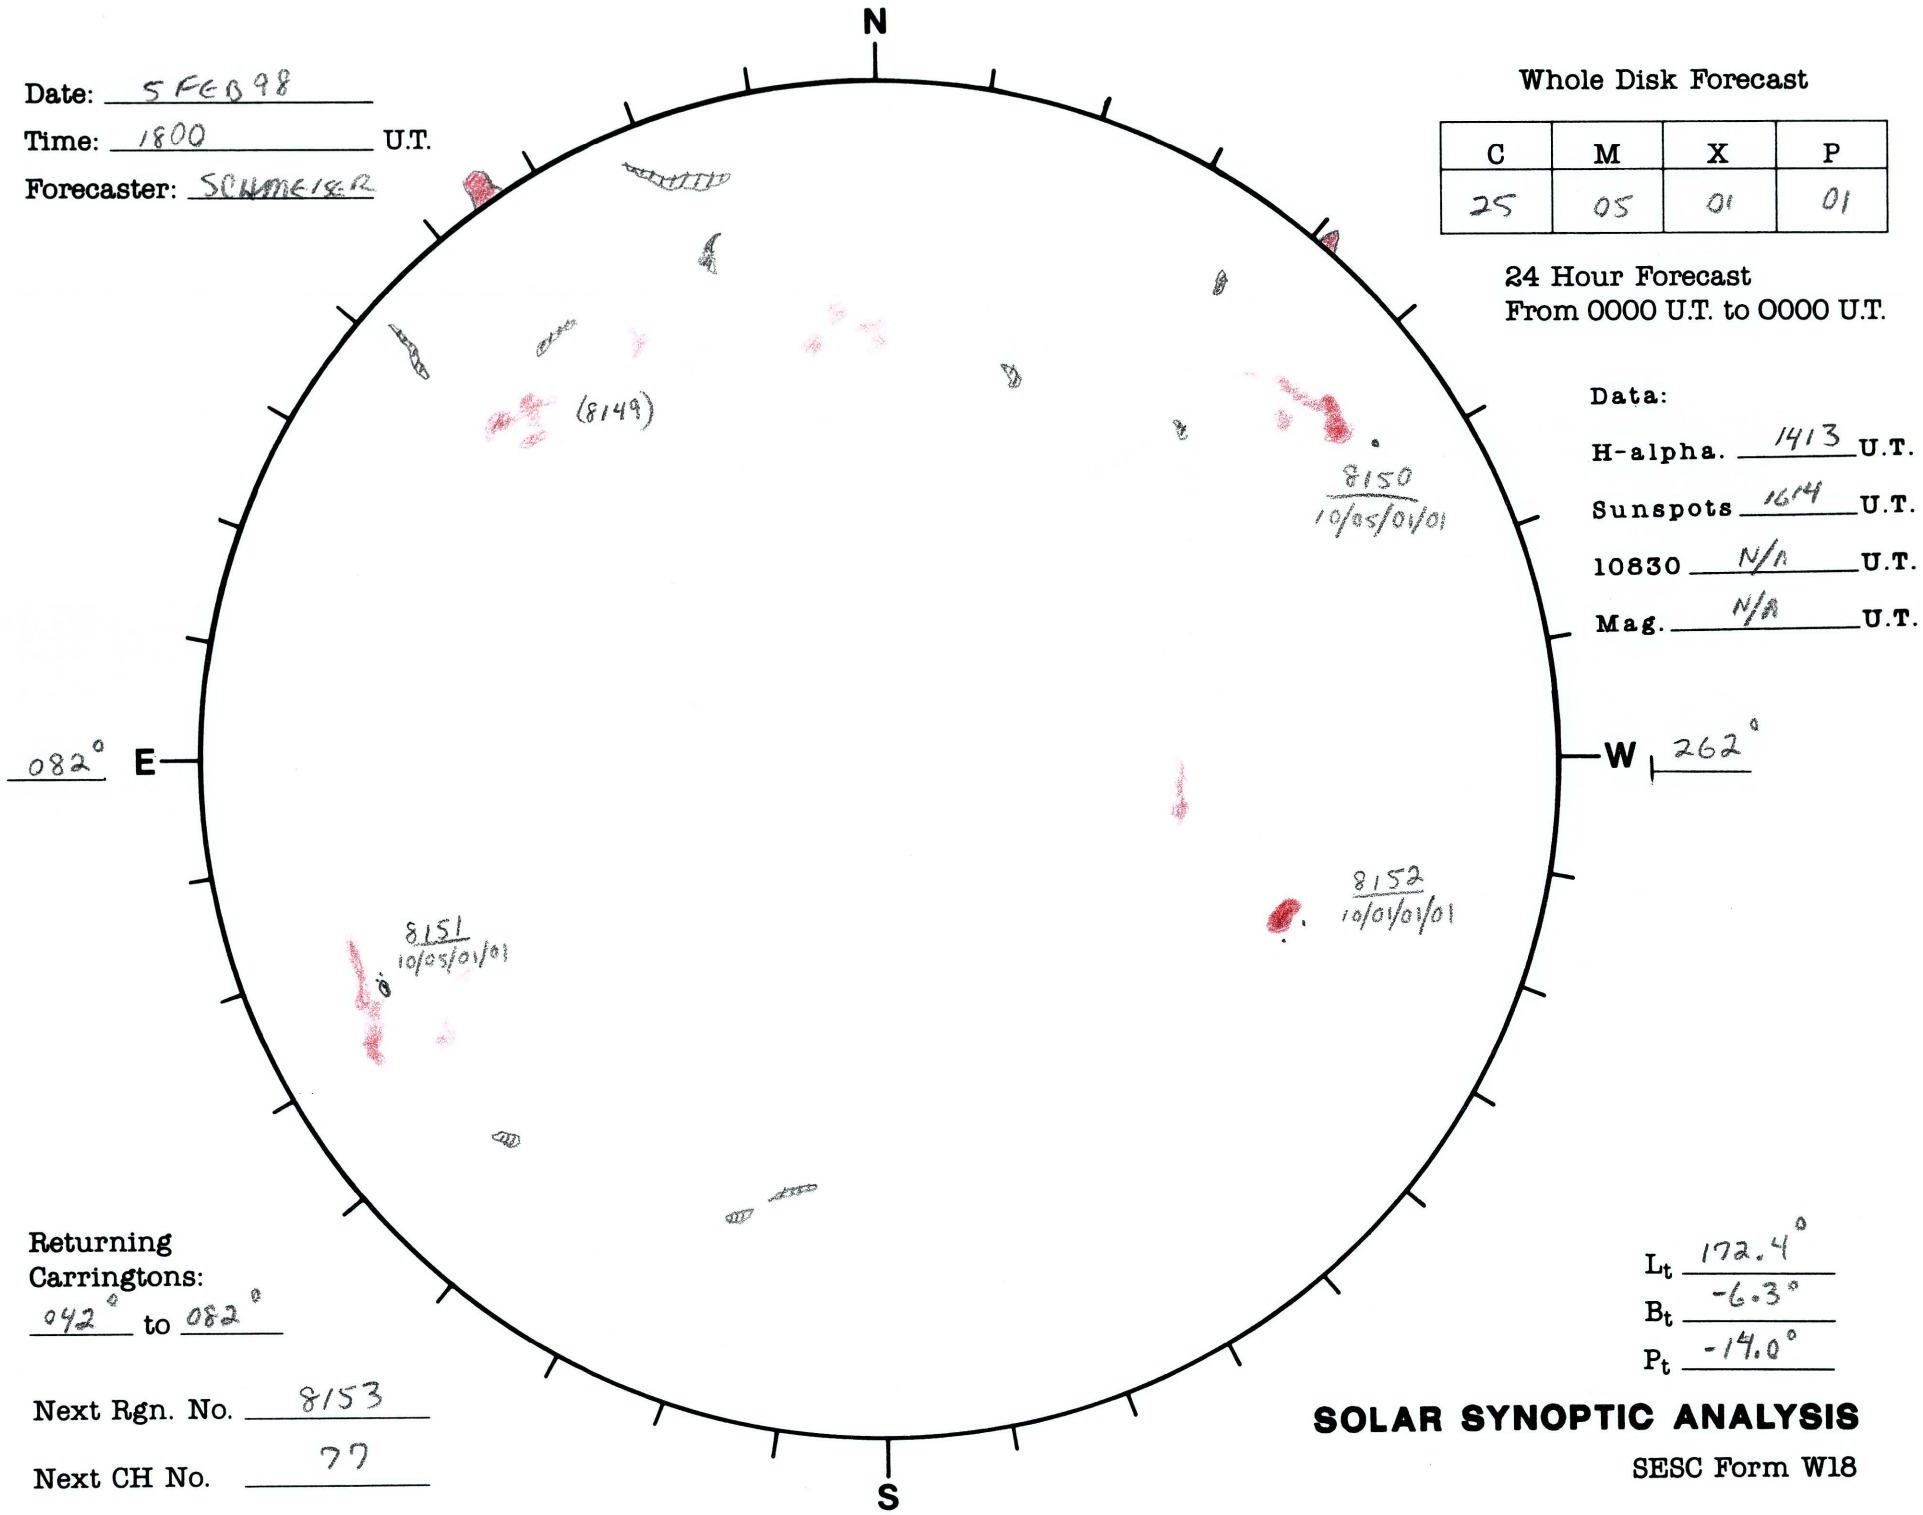 N
Date: 5 FEB 98
Time: 1800 U.T.
Forecaster: SCHMEISER
Whole Disk Forecast
C M X P
25 05 01 01
24 Hour Forecast
From 0000 U.T. to 0000 U.T.
Data:
H-alpha. 1413 U.T.
Sunspots 1614 U.T.
10830 N/A U.T.
Mag. N/A U.T.
(8149)
8150
10/05/01/01
082° E
W 262°
8152
10/01/01/01
8151
10/05/01/01
Returning
Carringtons:
042° to 082°
Next Rgn. No. 8153
Next CH No. 77
Lt 172.4°
Bt -6.3°
Pt -14.0°
SOLAR SYNOPTIC ANALYSIS
SESC Form W18
S